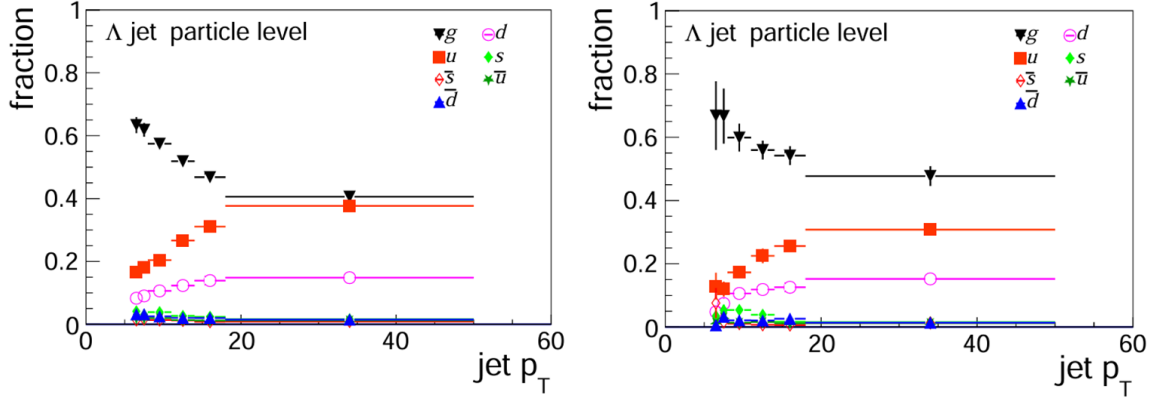 Λ jet particle level
g
d
u
s
s̅
u̅
d̅
fraction
1
0.8
0.6
0.4
0.2
0
0
20
40
60
jet p_T
Λ jet particle level
g
d
u
s
s̅
u̅
d̅
fraction
1
0.8
0.6
0.4
0.2
0
0
20
40
60
jet p_T